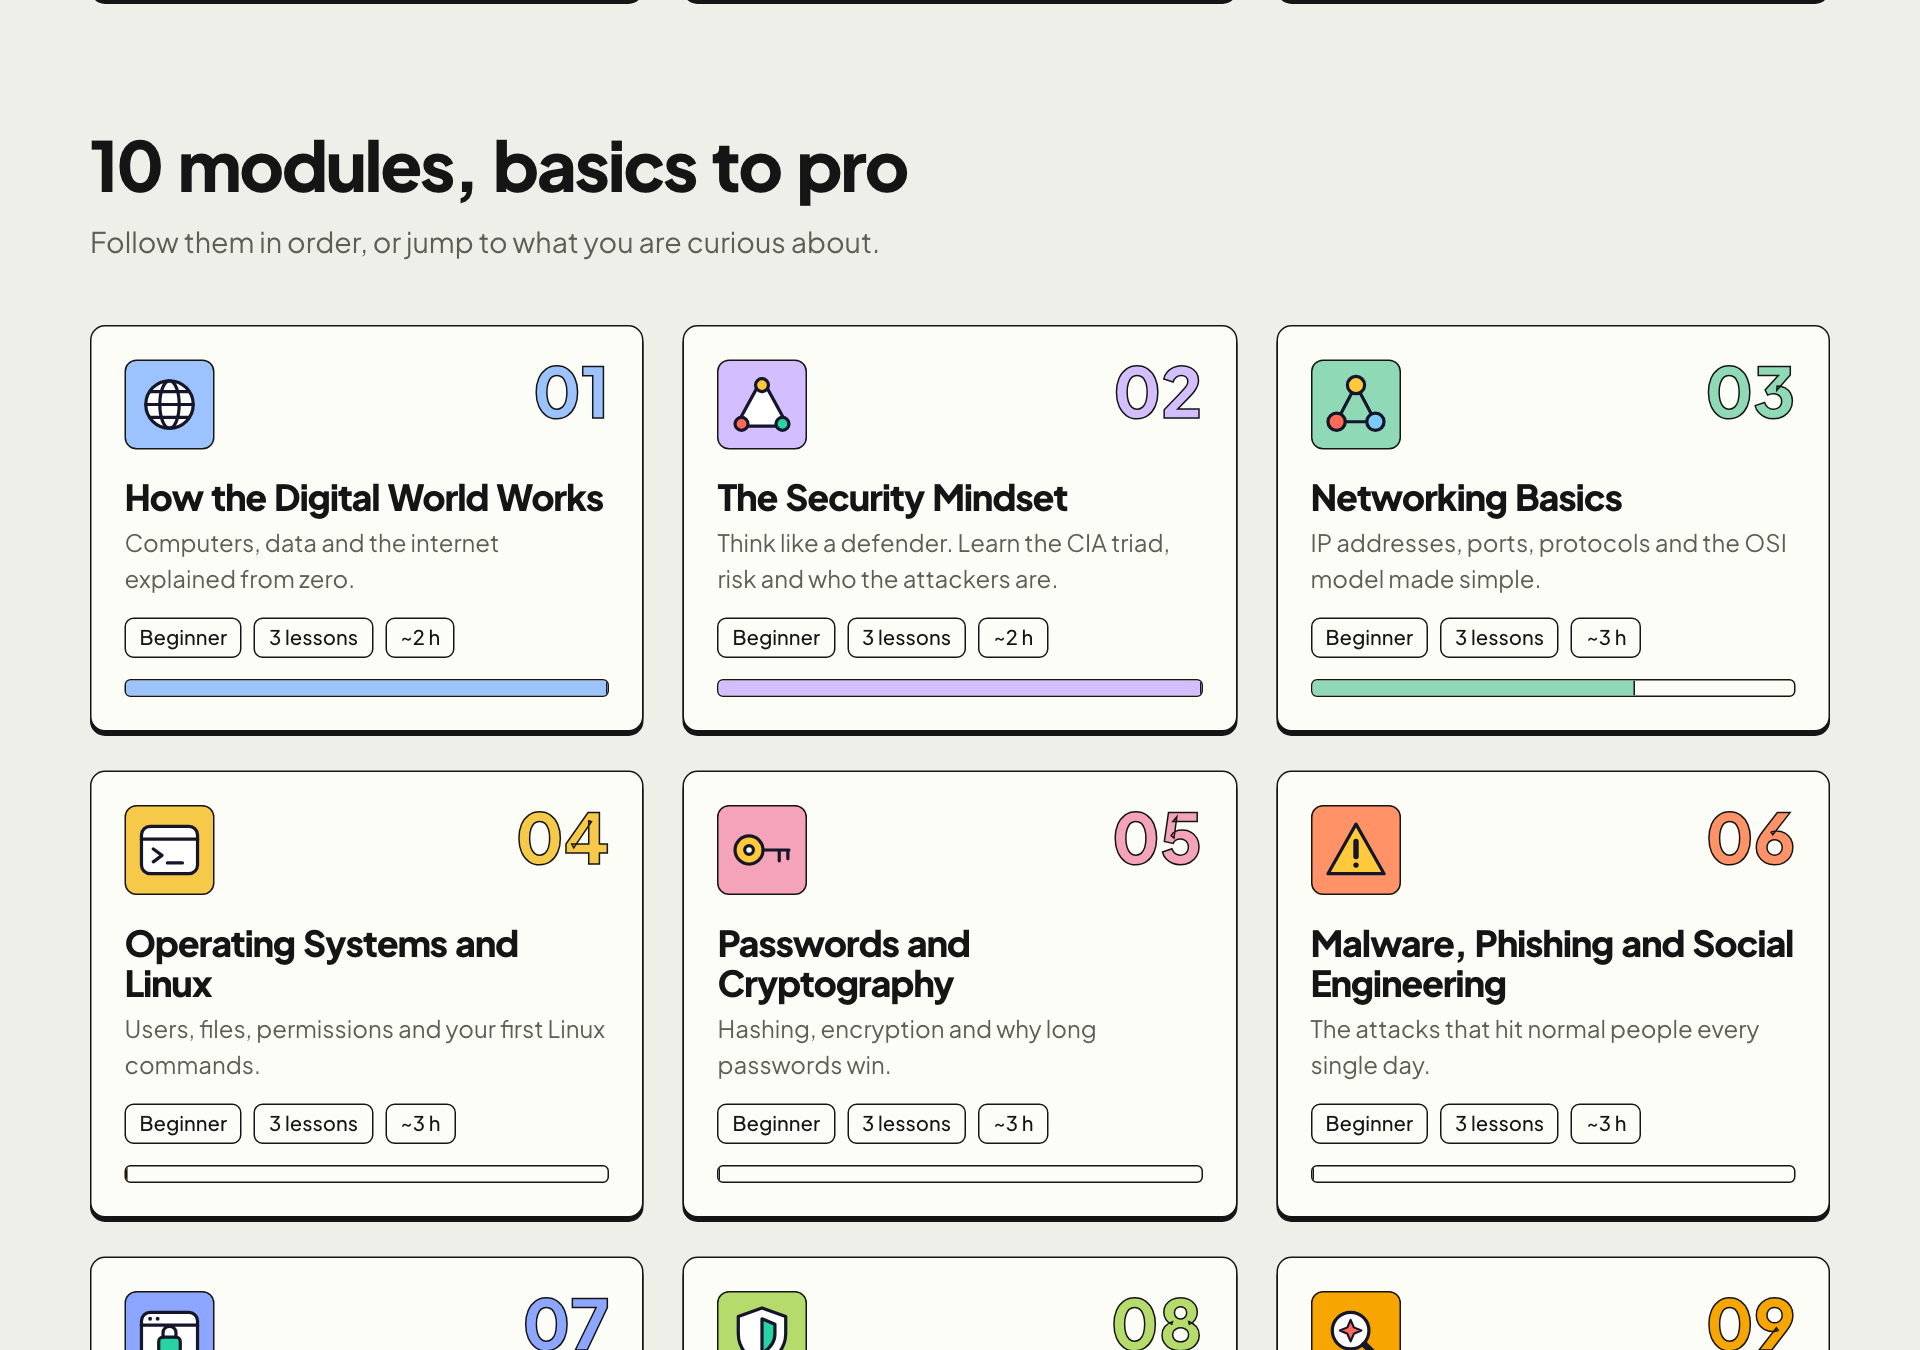 10 modules, basics to pro
Follow them in order, or jump to what you are curious about.
01
How the Digital World Works
Computers, data and the internet
explained from zero.
Beginner
3 lessons
~2 h
02
The Security Mindset
Think like a defender. Learn the CIA triad,
risk and who the attackers are.
Beginner
3 lessons
~2 h
03
Networking Basics
IP addresses, ports, protocols and the OSI
model made simple.
Beginner
3 lessons
~3 h
04
Operating Systems and
Linux
Users, files, permissions and your first Linux
commands.
Beginner
3 lessons
~3 h
05
Passwords and
Cryptography
Hashing, encryption and why long
passwords win.
Beginner
3 lessons
~3 h
06
Malware, Phishing and Social
Engineering
The attacks that hit normal people every
single day.
Beginner
3 lessons
~3 h
07
08
09